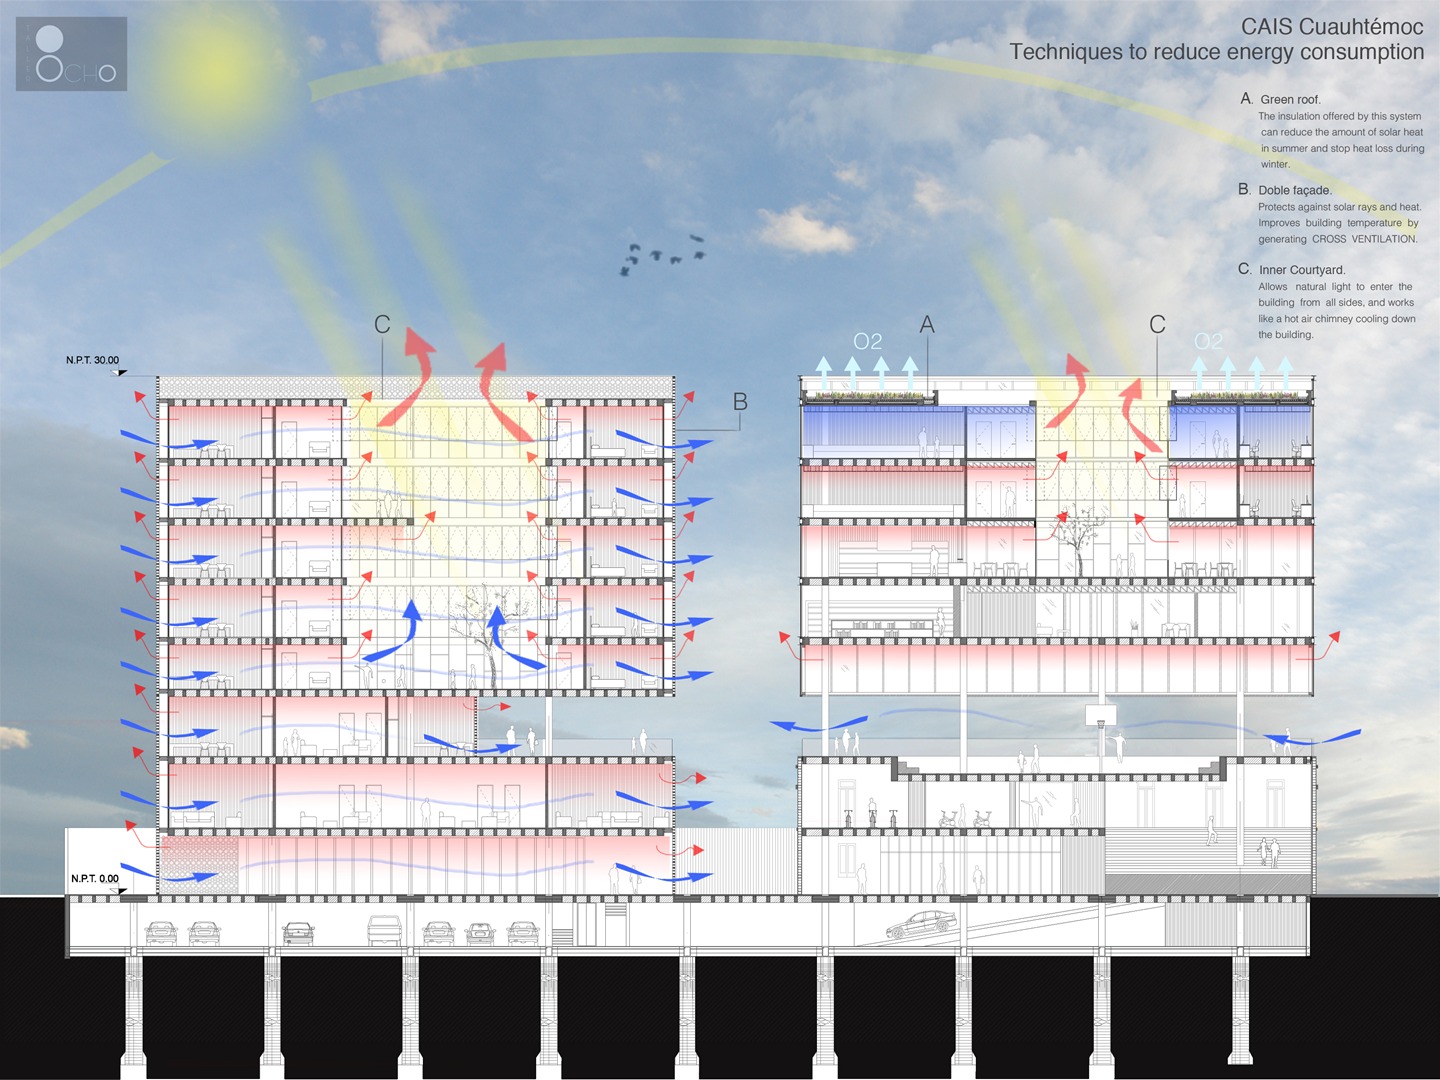 OCHO
CAIS Cuauhtémoc
Techniques to reduce energy consumption
A. Green roof.
The insulation offered by this system
can reduce the amount of solar heat
in summer and stop heat loss during
winter.
B. Doble façade.
Protects against solar rays and heat.
Improves building temperature by
generating CROSS VENTILATION.
C. Inner Courtyard.
Allows natural light to enter the
building from all sides, and works
like a hot air chimney cooling down
the building.
C
A
C
O2
O2
N.P.T. 30.00
B
N.P.T. 0.00